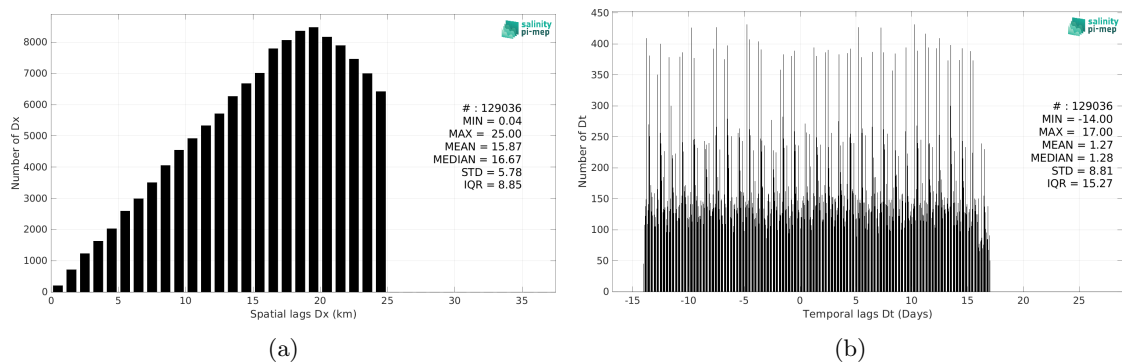 salinity
pi-mep
Number of Dx
8000
7000
6000
5000
4000
3000
2000
1000
0
# : 129036
MIN = 0.04
MAX = 25.00
MEAN = 15.87
MEDIAN = 16.67
STD = 5.78
IQR = 8.85
0 5 10 15 20 25 30 35
Spatial lags Dx (km)
(a)
salinity
pi-mep
Number of Dt
450
400
350
300
250
200
150
100
50
0
# : 129036
MIN = -14.00
MAX = 17.00
MEAN = 1.27
MEDIAN = 1.28
STD = 8.81
IQR = 15.27
-15 -10 -5 0 5 10 15 20 25
Temporal lags Dt (Days)
(b)